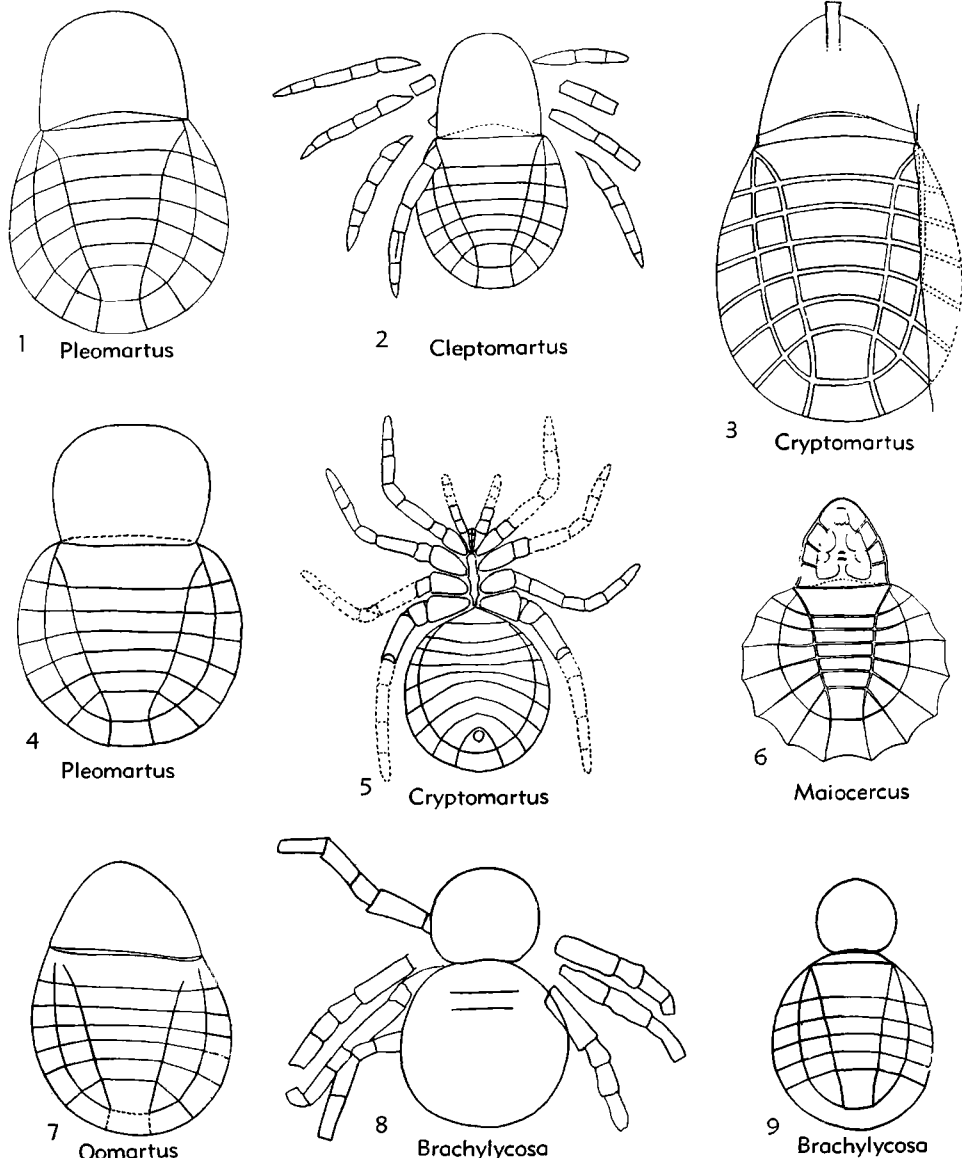 1 Pleomartus
2 Cleptomartus
3 Cryptomartus
4 Pleomartus
5 Cryptomartus
6 Maiocercus
7 Oomartus
8 Brachylycosa
9 Brachylycosa